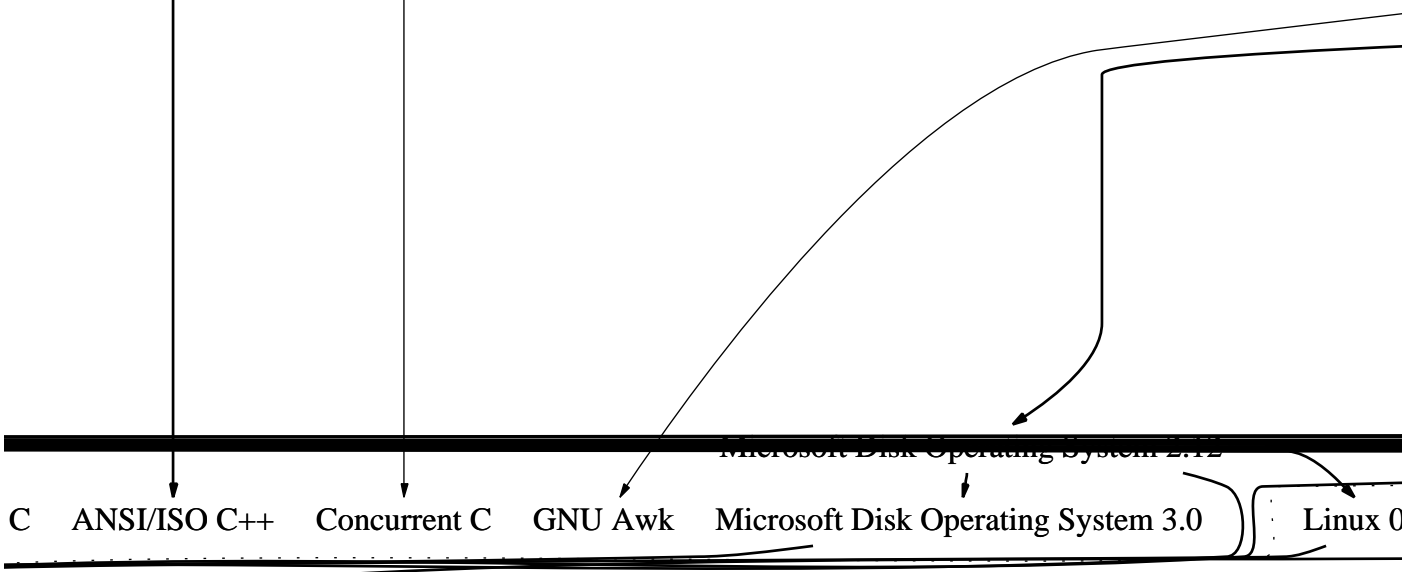 Microsoft Disk Operating System 2.12
C ANSI/ISO C++ Concurrent C GNU Awk Microsoft Disk Operating System 3.0 Linux 0